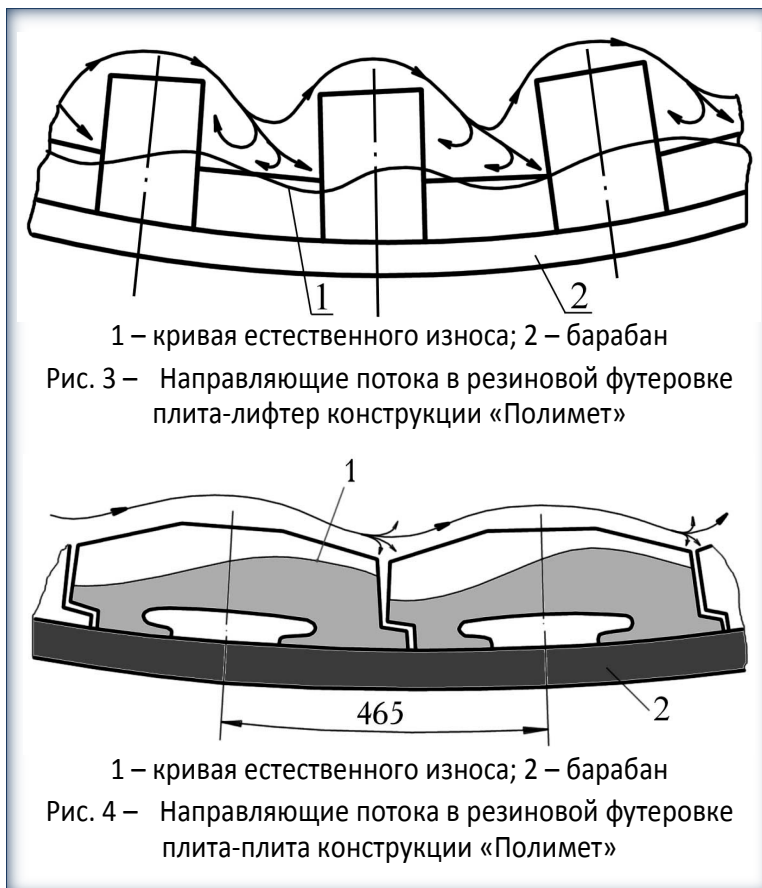 1
2
1 – кривая естественного износа; 2 – барабан
Рис. 3 – Направляющие потока в резиновой футеровке
плита-лифтер конструкции «Полимет»
1
465
2
1 – кривая естественного износа; 2 – барабан
Рис. 4 – Направляющие потока в резиновой футеровке
плита-плита конструкции «Полимет»